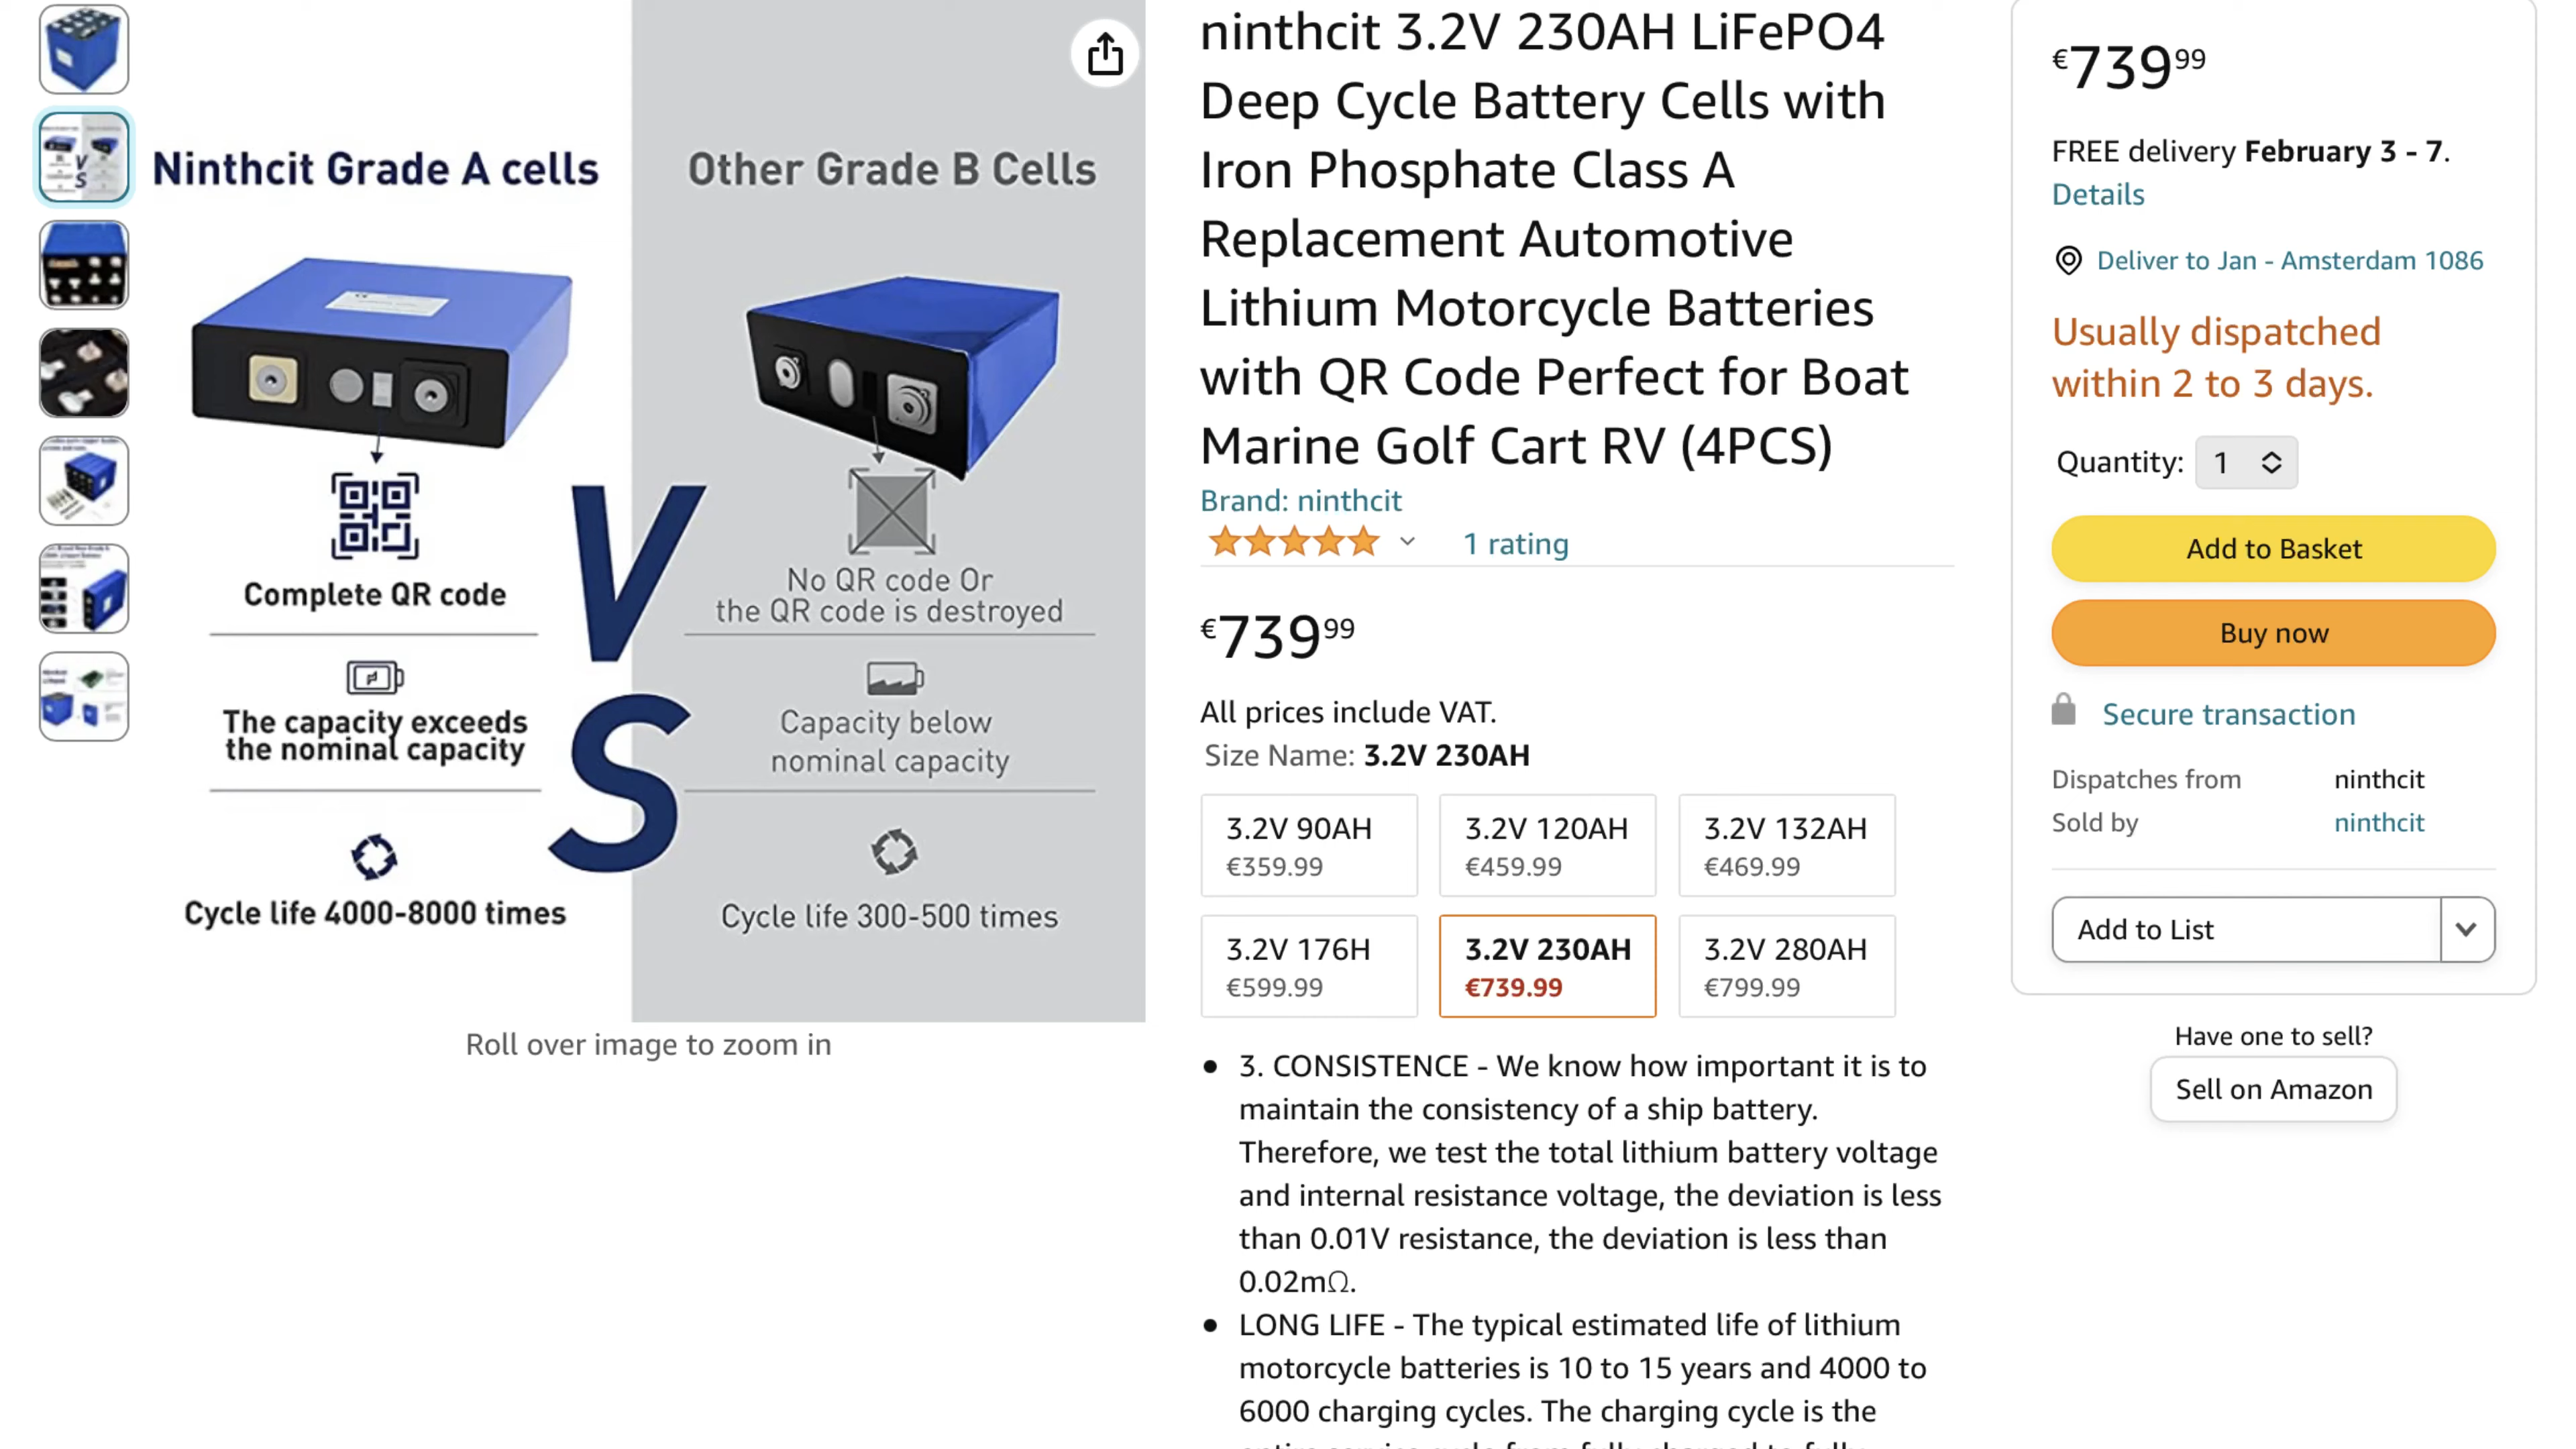 Ninthcit Grade A cells
Other Grade B Cells
Complete QR code
No QR code Or
the QR code is destroyed
The capacity exceeds
the nominal capacity
Capacity below
nominal capacity
Cycle life 4000-8000 times
Cycle life 300-500 times
VS
Roll over image to zoom in
ninthcit 3.2V 230AH LiFePO4
Deep Cycle Battery Cells with
Iron Phosphate Class A
Replacement Automotive
Lithium Motorcycle Batteries
with QR Code Perfect for Boat
Marine Golf Cart RV (4PCS)
Brand: ninthcit
1 rating
€73999
All prices include VAT.
Size Name: 3.2V 230AH
3.2V 90AH
€359.99
3.2V 120AH
€459.99
3.2V 132AH
€469.99
3.2V 176H
€599.99
3.2V 230AH
€739.99
3.2V 280AH
€799.99
• 3. CONSISTENCE - We know how important it is to
maintain the consistency of a ship battery.
Therefore, we test the total lithium battery voltage
and internal resistance voltage, the deviation is less
than 0.01V resistance, the deviation is less than
0.02mΩ.
• LONG LIFE - The typical estimated life of lithium
motorcycle batteries is 10 to 15 years and 4000 to
6000 charging cycles. The charging cycle is the
€73999
FREE delivery February 3 - 7.
Details
Deliver to Jan - Amsterdam 1086
Usually dispatched
within 2 to 3 days.
Quantity: 1
Add to Basket
Buy now
Secure transaction
Dispatches from ninthcit
Sold by ninthcit
Add to List
Have one to sell?
Sell on Amazon